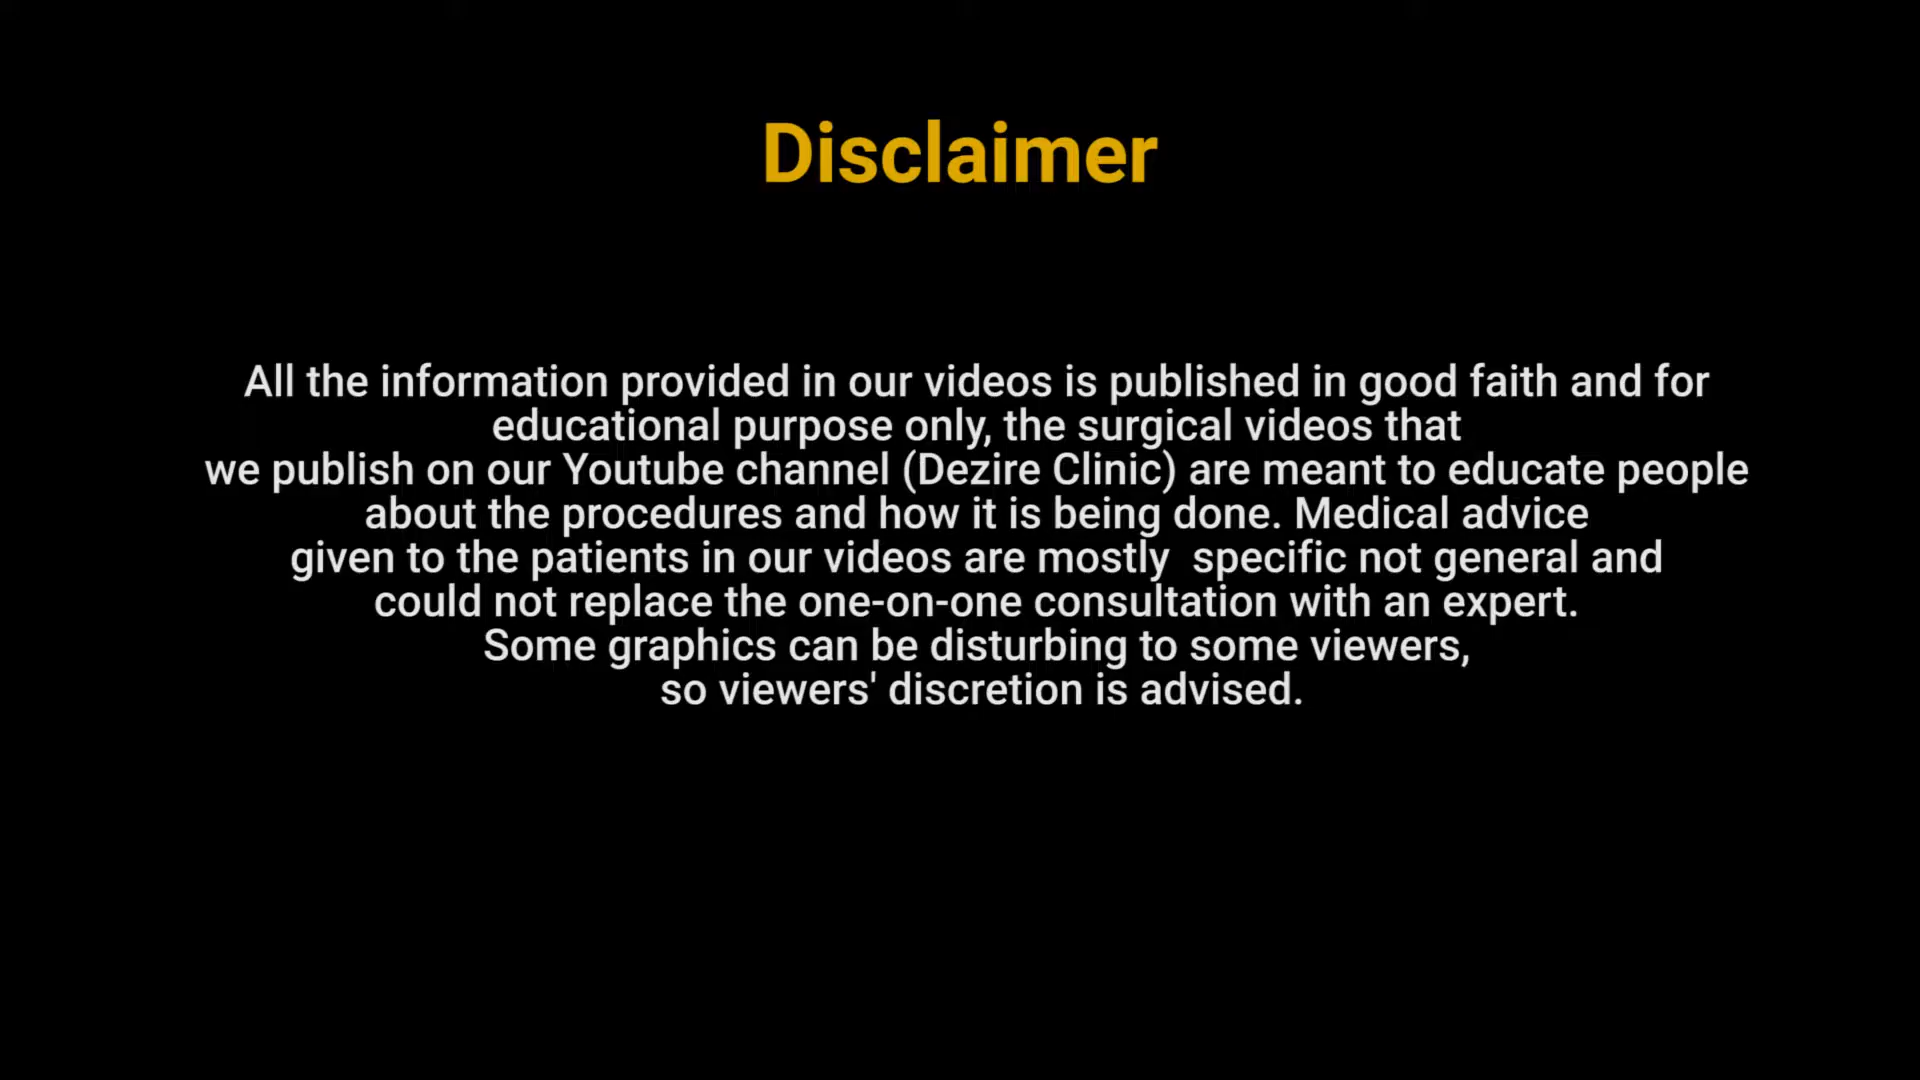 Disclaimer
All the information provided in our videos is published in good faith and for
educational purpose only, the surgical videos that
we publish on our Youtube channel (Dezire Clinic) are meant to educate people
about the procedures and how it is being done. Medical advice
given to the patients in our videos are mostly  specific not general and
could not replace the one-on-one consultation with an expert.
Some graphics can be disturbing to some viewers,
so viewers' discretion is advised.